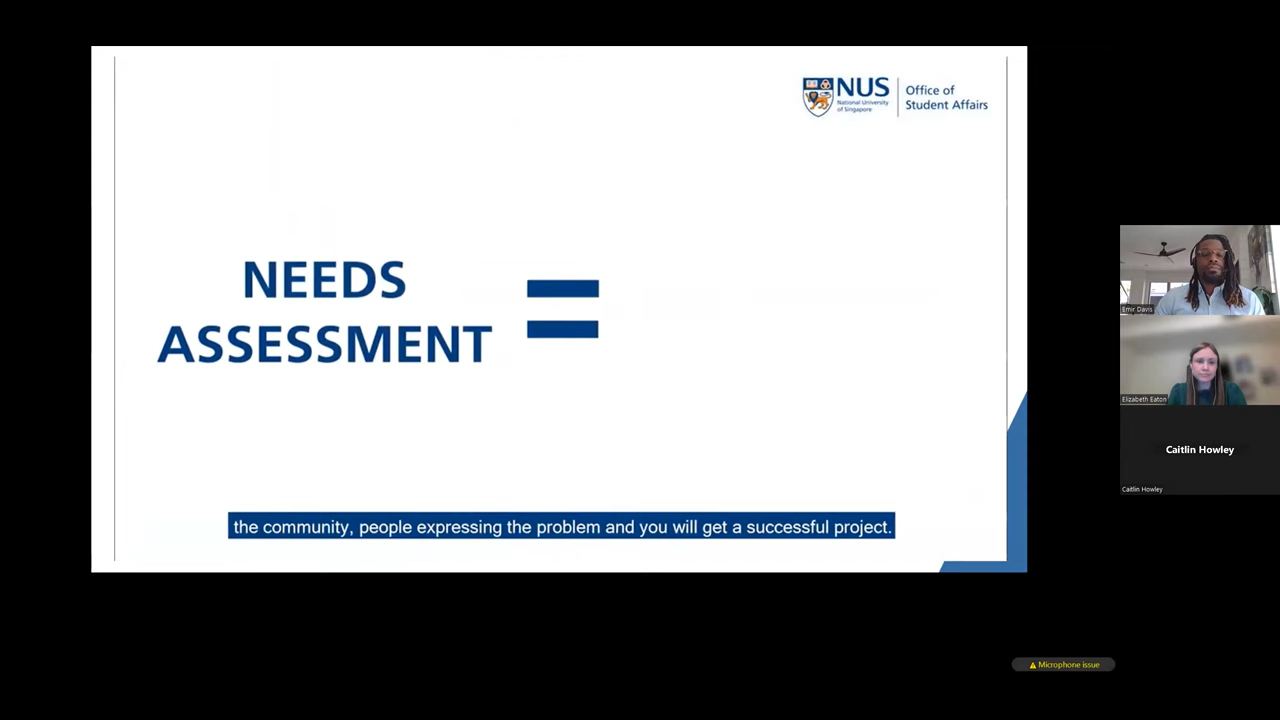 NUS
National University
of Singapore
Office of
Student Affairs
NEEDS
ASSESSMENT
=
the community, people expressing the problem and you will get a successful project.
Emir Davis
Elizabeth Eaton
Caitlin Howley
Caitlin Howley
Microphone issue